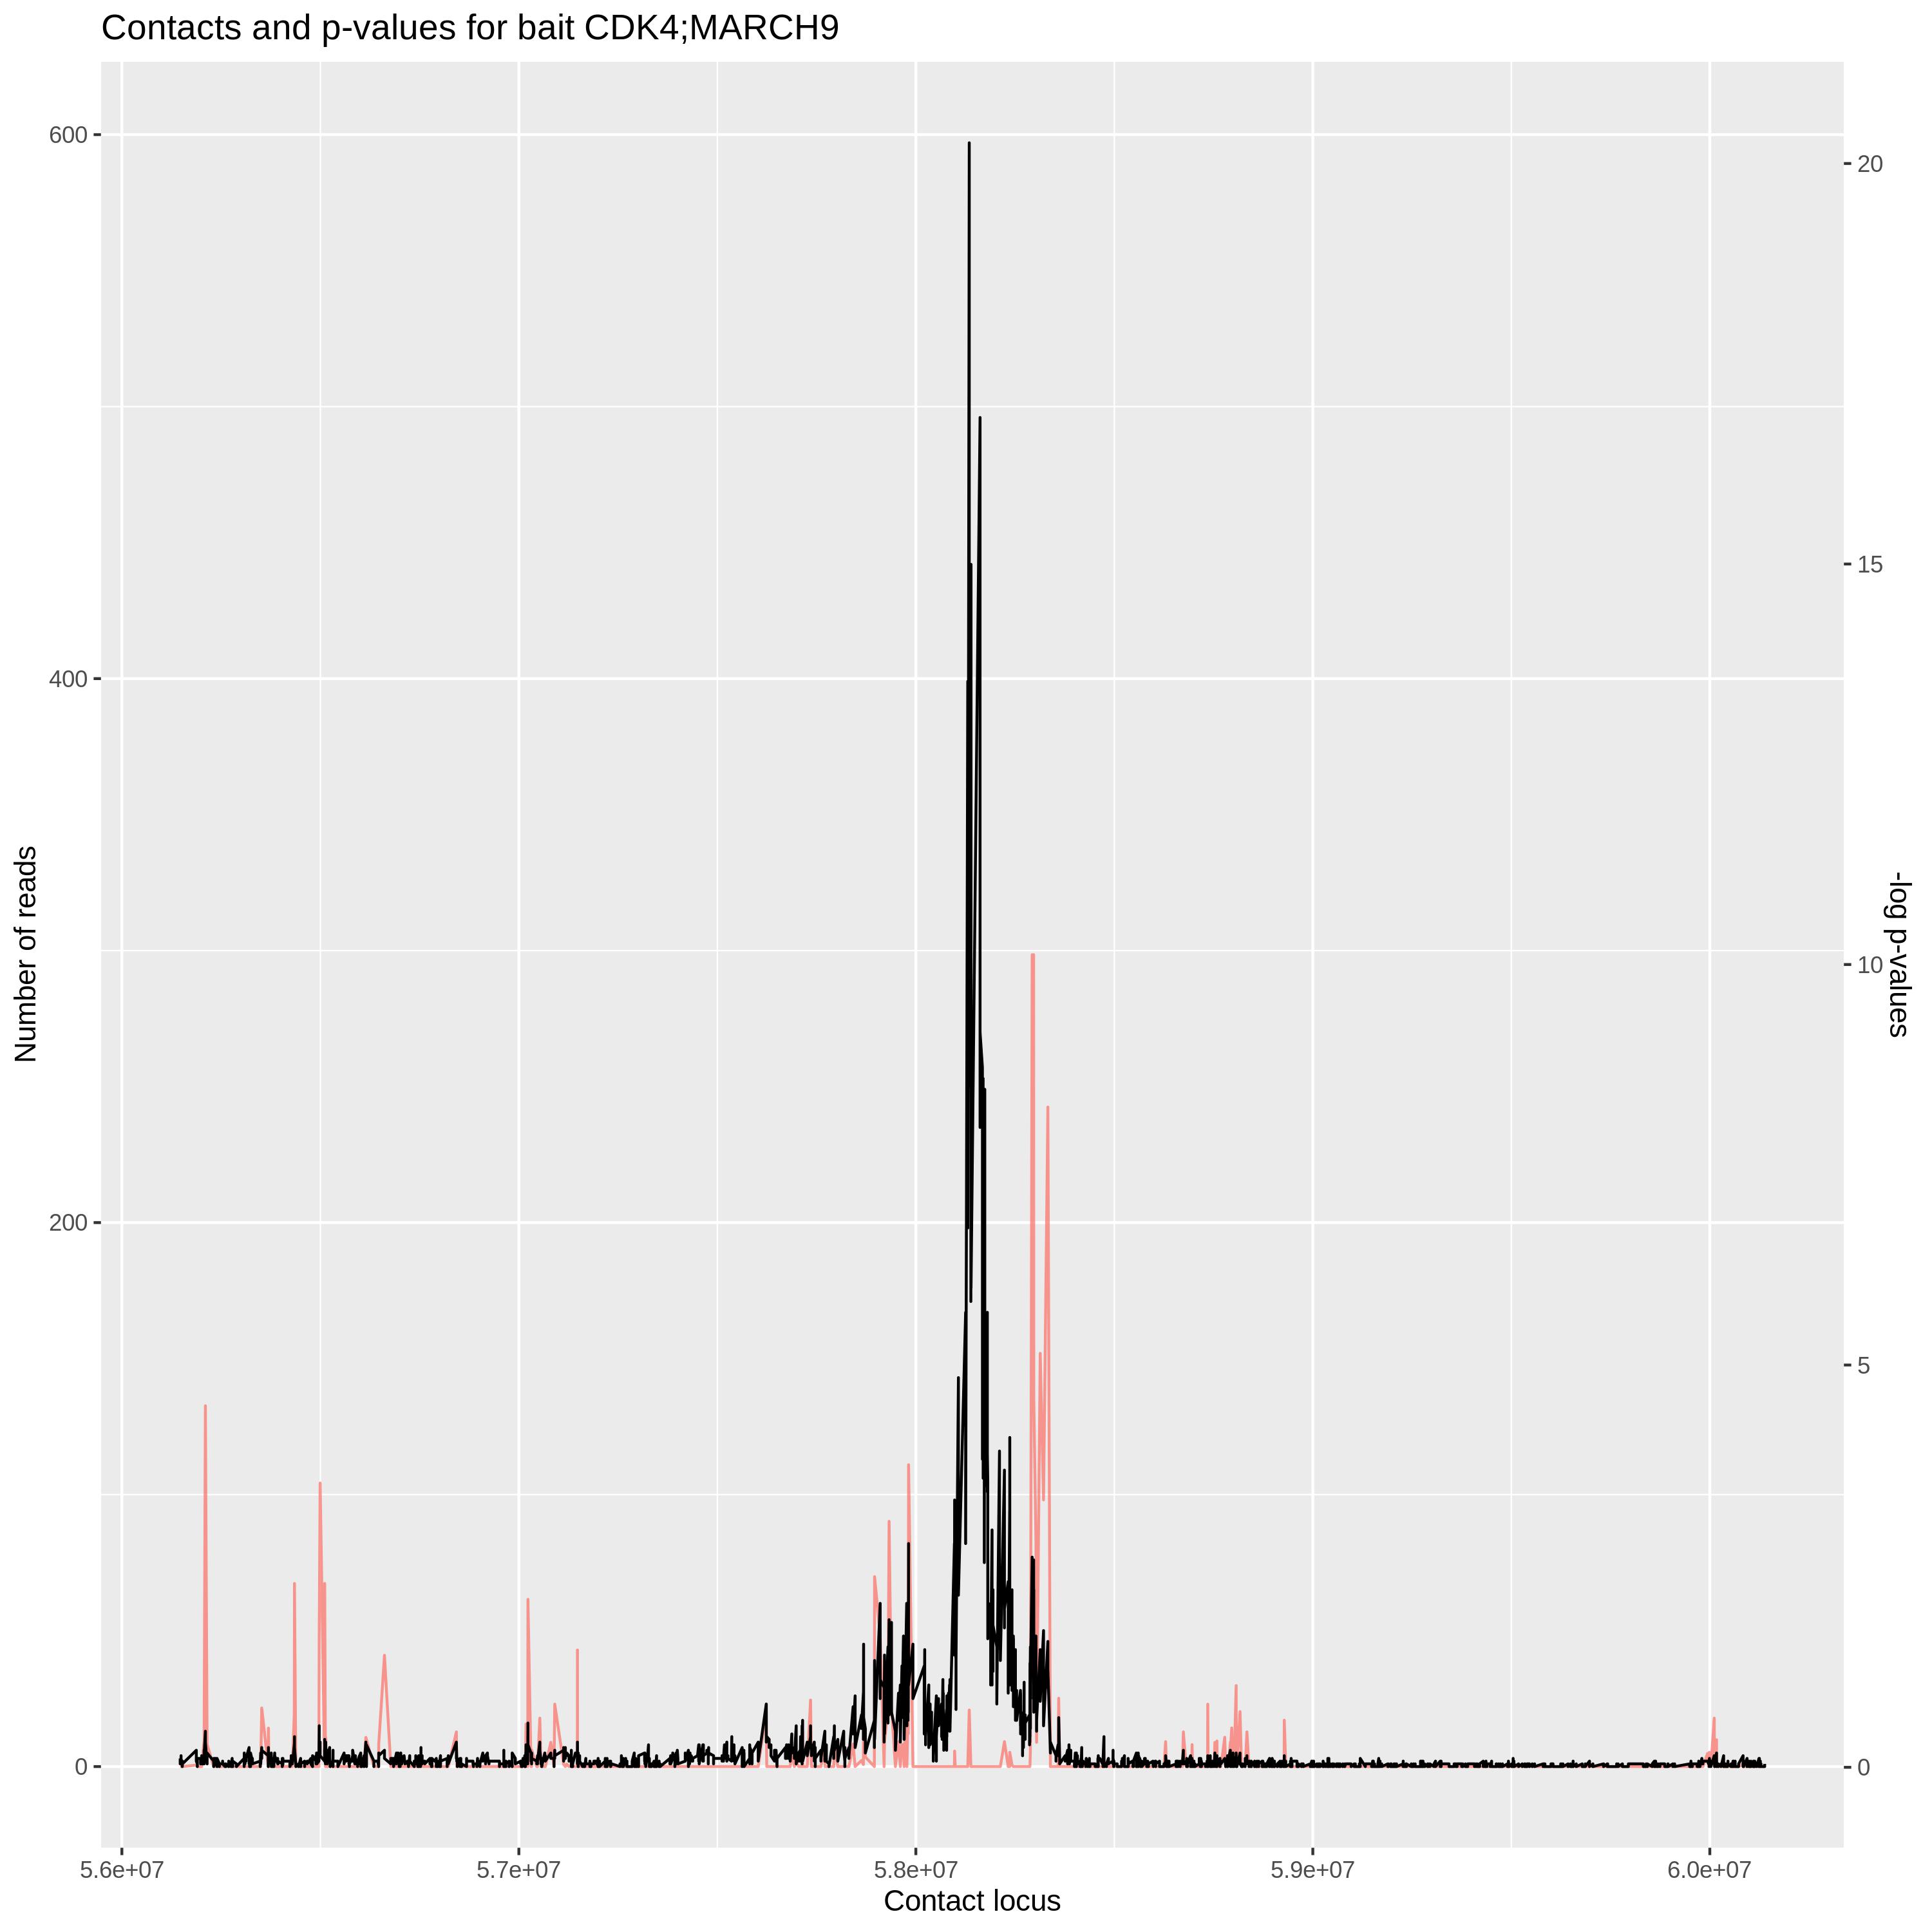 Contacts and p-values for bait CDK4;MARCH9
Number of reads
600
400
200
0
20
15
10
5
0
-log p-values
5.6e+07
5.7e+07
5.8e+07
5.9e+07
6.0e+07
Contact locus